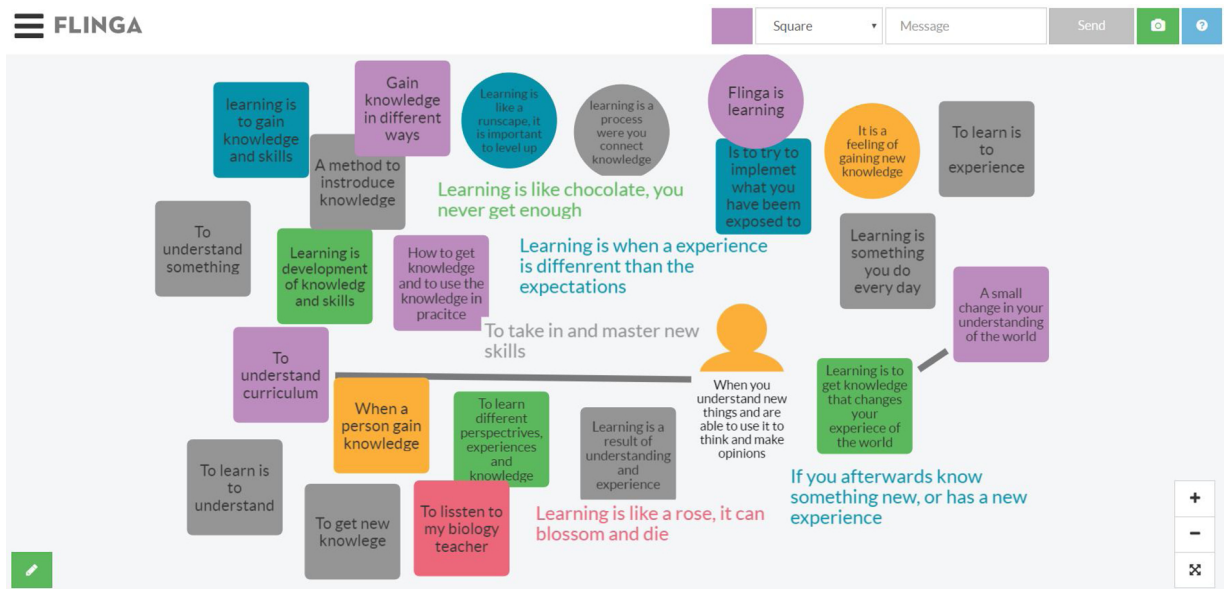 FLINGA
Square
Message
Send
learning is
to gain
knowledge
and skills
Gain
knowledge
in different
ways
A method to
instroduce
knowledge
Learning is
like a
runscape, it
is important
to level up
learning is a
process
were you
connect
knowledge
Flinga is
learning
Is to try to
implemet
what you
have beem
exposed to
It is a
feeling of
gaining new
knowledge
To learn is
to
experience
Learning is like chocolate, you
never get enough
To
understand
something
Learning is
development
of knowledg
and skills
How to get
knowledge
and to use the
knowledge in
pracitce
Learning is when a experience
is diffenrent than the
expectations
Learning is
something
you do
every day
To take in and master new
skills
A small
change in your
understanding
of the world
To
understand
curriculum
When a
person gain
knowledge
To learn
different
perspectrives,
experiences
and
knowledge
Learning is a
result of
understanding
and
experience
When you
understand new
things and are
able to use it to
think and make
opinions
Learning is to
get knowledge
that changes
your
experiece of
the world
To learn is
to
understand
To get new
knowlege
To lissten to
my biology
teacher
Learning is like a rose, it can
blossom and die
If you afterwards know
something new, or has a new
experience